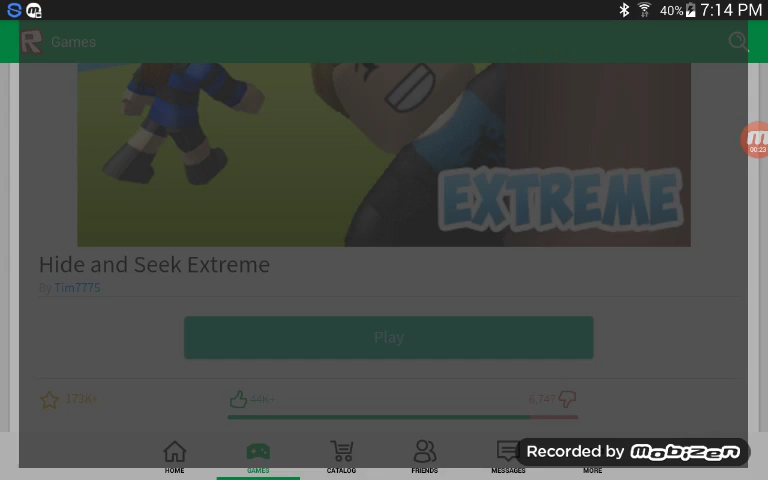 40% 7:14 PM
R Games
00:23
EXTREME
Hide and Seek Extreme
By Tim7775
Play
172K+ 44K+ 6,747
HOME GAMES CATALOG FRIENDS MESSAGES MORE
Recorded by mobizen